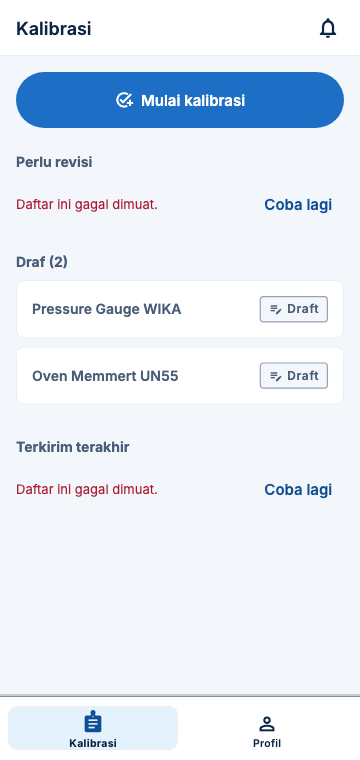 Kalibrasi
Mulai kalibrasi
Perlu revisi
Daftar ini gagal dimuat. Coba lagi
Draf (2)
Pressure Gauge WIKA Draft
Oven Memmert UN55 Draft
Terkirim terakhir
Daftar ini gagal dimuat. Coba lagi
Kalibrasi Profil